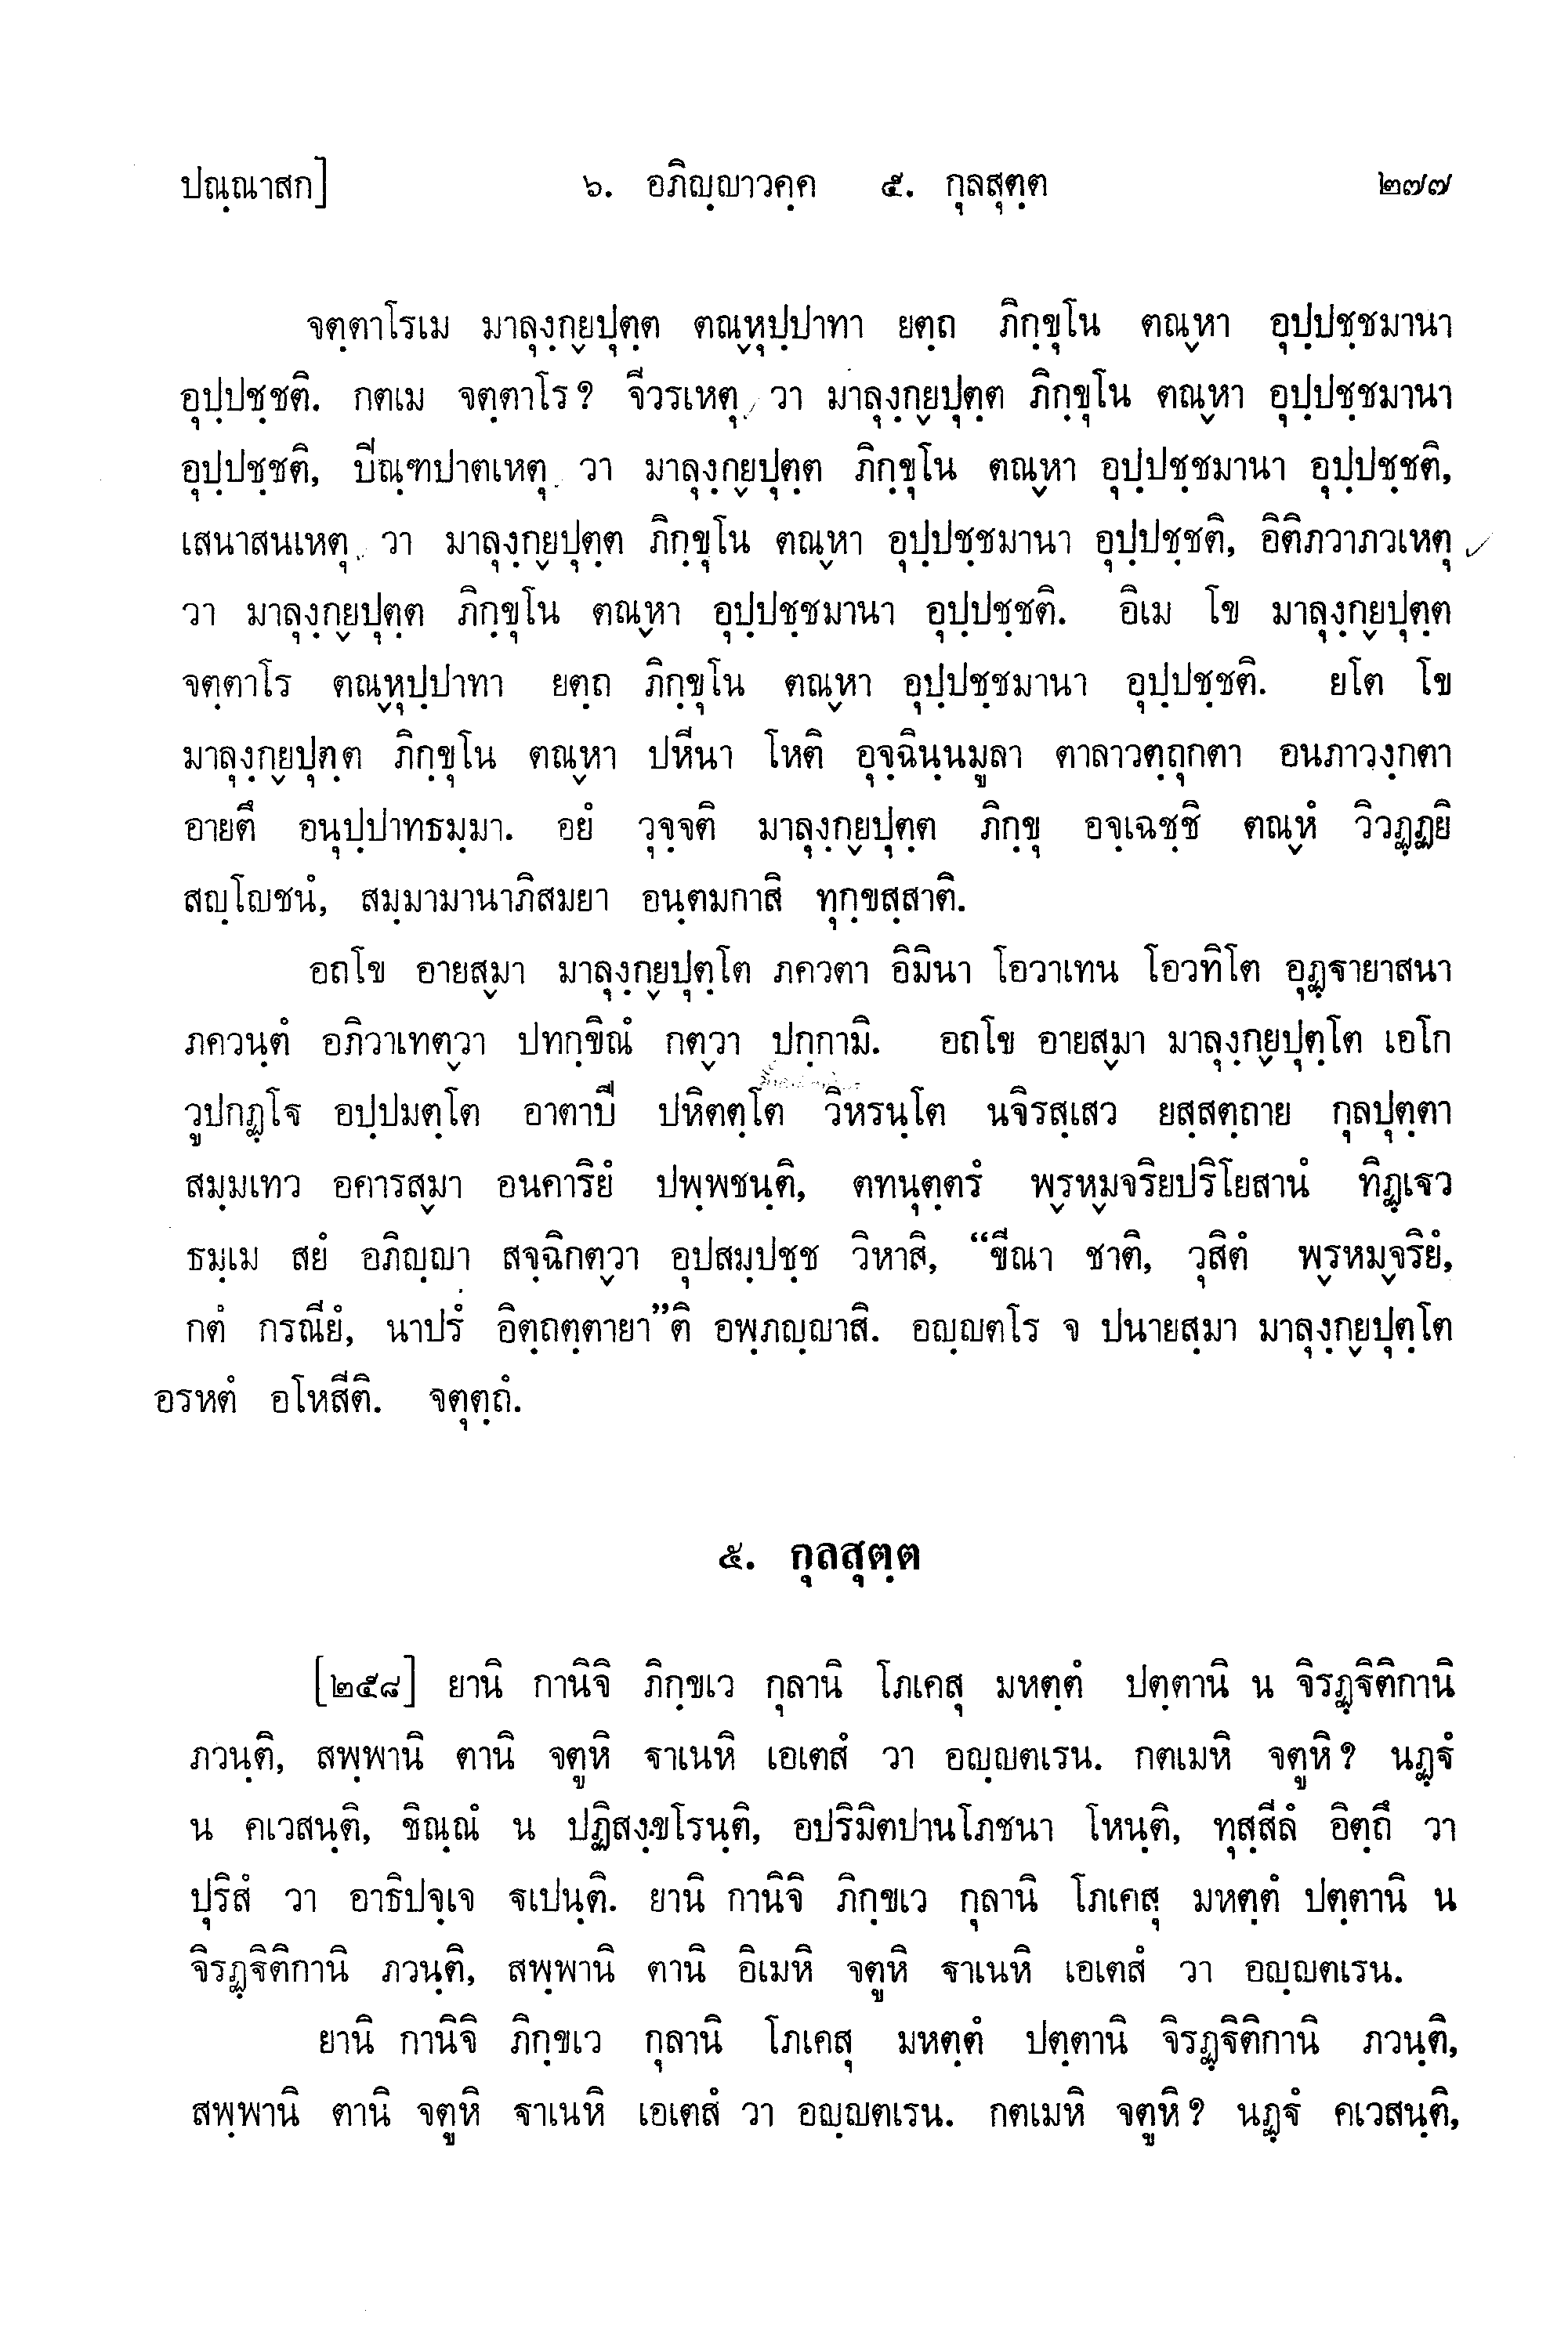 ปณฺณาสก] ๖. อภิญฺญาวคฺค ๕. กุลสุตฺต ๒๗๗
จตฺตาโรเม มาลุงฺกฺยปุตฺต ตณฺหุปฺปาทา ยตฺถ ภิกฺขุโน ตณฺหา อุปฺปชฺชมานา
อุปฺปชฺชติ. กตเม จตฺตาโร? จีวรเหตุ วา มาลุงฺกฺยปุตฺต ภิกฺขุโน ตณฺหา อุปฺปชฺชมานา
อุปฺปชฺชติ, ปิณฺฑปาตเหตุ วา มาลุงฺกฺยปุตฺต ภิกฺขุโน ตณฺหา อุปฺปชฺชมานา อุปฺปชฺชติ,
เสนาสนเหตุ วา มาลุงฺกฺยปุตฺต ภิกฺขุโน ตณฺหา อุปฺปชฺชมานา อุปฺปชฺชติ, อิติภวาภวเหตุ
วา มาลุงฺกฺยปุตฺต ภิกฺขุโน ตณฺหา อุปฺปชฺชมานา อุปฺปชฺชติ. อิเม โข มาลุงฺกฺยปุตฺต
จตฺตาโร ตณฺหุปฺปาทา ยตฺถ ภิกฺขุโน ตณฺหา อุปฺปชฺชมานา อุปฺปชฺชติ. ยโต โข
มาลุงฺกฺยปุตฺต ภิกฺขุโน ตณฺหา ปหีนา โหติ อุจฺฉินฺนมูลา ตาลาวตฺถุกตา อนภาวงฺกตา
อายตึ อนุปฺปาทธมฺมา. อยํ วุจฺจติ มาลุงฺกฺยปุตฺต ภิกฺขุ อจฺเฉชฺชิ ตณฺหํ วิวฏฺฏยิ
สญฺโญชนํ, สมฺมามานาภิสมยา อนฺตมกาสิ ทุกฺขสฺสาติ.
อถโข อายสฺมา มาลุงฺกฺยปุตฺโต ภควตา อิมินา โอวาเทน โอวทิโต อุฏฺฐายาสนา
ภควนฺตํ อภิวาเทตฺวา ปทกฺขิณํ กตฺวา ปกฺกามิ. อถโข อายสฺมา มาลุงฺกฺยปุตฺโต เอโก
วูปกฏฺโฐ อปฺปมตฺโต อาตาปี ปหิตตฺโต วิหรนฺโต นจิรสฺเสว ยสฺสตฺถาย กุลปุตฺตา
สมฺมเทว อคารสฺมา อนคาริยํ ปพฺพชนฺติ, ตทนุตฺตรํ พฺรหฺมจริยปริโยสานํ ทิฏฺเฐว
ธมฺเม สยํ อภิญฺญา สจฺฉิกตฺวา อุปสมฺปชฺช วิหาสิ, “ขีณา ชาติ, วุสิตํ พฺรหมฺจริยํ,
กตํ กรณียํ, นาปรํ อิตฺถตฺตายา”ติ อพฺภญฺญาสิ. อญฺญตโร จ ปนายสฺมา มาลุงฺกฺยปุตฺโต
อรหตํ อโหสีติ. จตุตฺถํ.
๕. กุลสุตฺต
[๒๕๘] ยานิ กานิจิ ภิกฺขเว กุลานิ โภเคสุ มหตฺตํ ปตฺตานิ น จิรฏฺฐิติกานิ
ภวนฺติ, สพฺพานิ ตานิ จตูหิ ฐาเนหิ เอเตสํ วา อญฺญตเรน. กตเมหิ จตูหิ? นฏฺฐํ
น คเวสนฺติ, ชิณฺณํ น ปฏิสงฺขโรนฺติ, อปริมิตปานโภชนา โหนฺติ, ทุสฺสีลํ อิตฺถึ วา
ปุริสํ วา อาธิปจฺเจ ฐเปนฺติ. ยานิ กานิจิ ภิกฺขเว กุลานิ โภเคสุ มหตฺตํ ปตฺตานิ น
จิรฏฺฐิติกานิ ภวนฺติ, สพฺพานิ ตานิ อิเมหิ จตูหิ ฐาเนหิ เอเตสํ วา อญฺญตเรน.
ยานิ กานิจิ ภิกฺขเว กุลานิ โภเคสุ มหตฺตํ ปตฺตานิ จิรฏฺฐิติกานิ ภวนฺติ,
สพฺพานิ ตานิ จตูหิ ฐาเนหิ เอเตสํ วา อญฺญตเรน. กตเมหิ จตูหิ? นฏฺฐํ คเวสนฺติ,